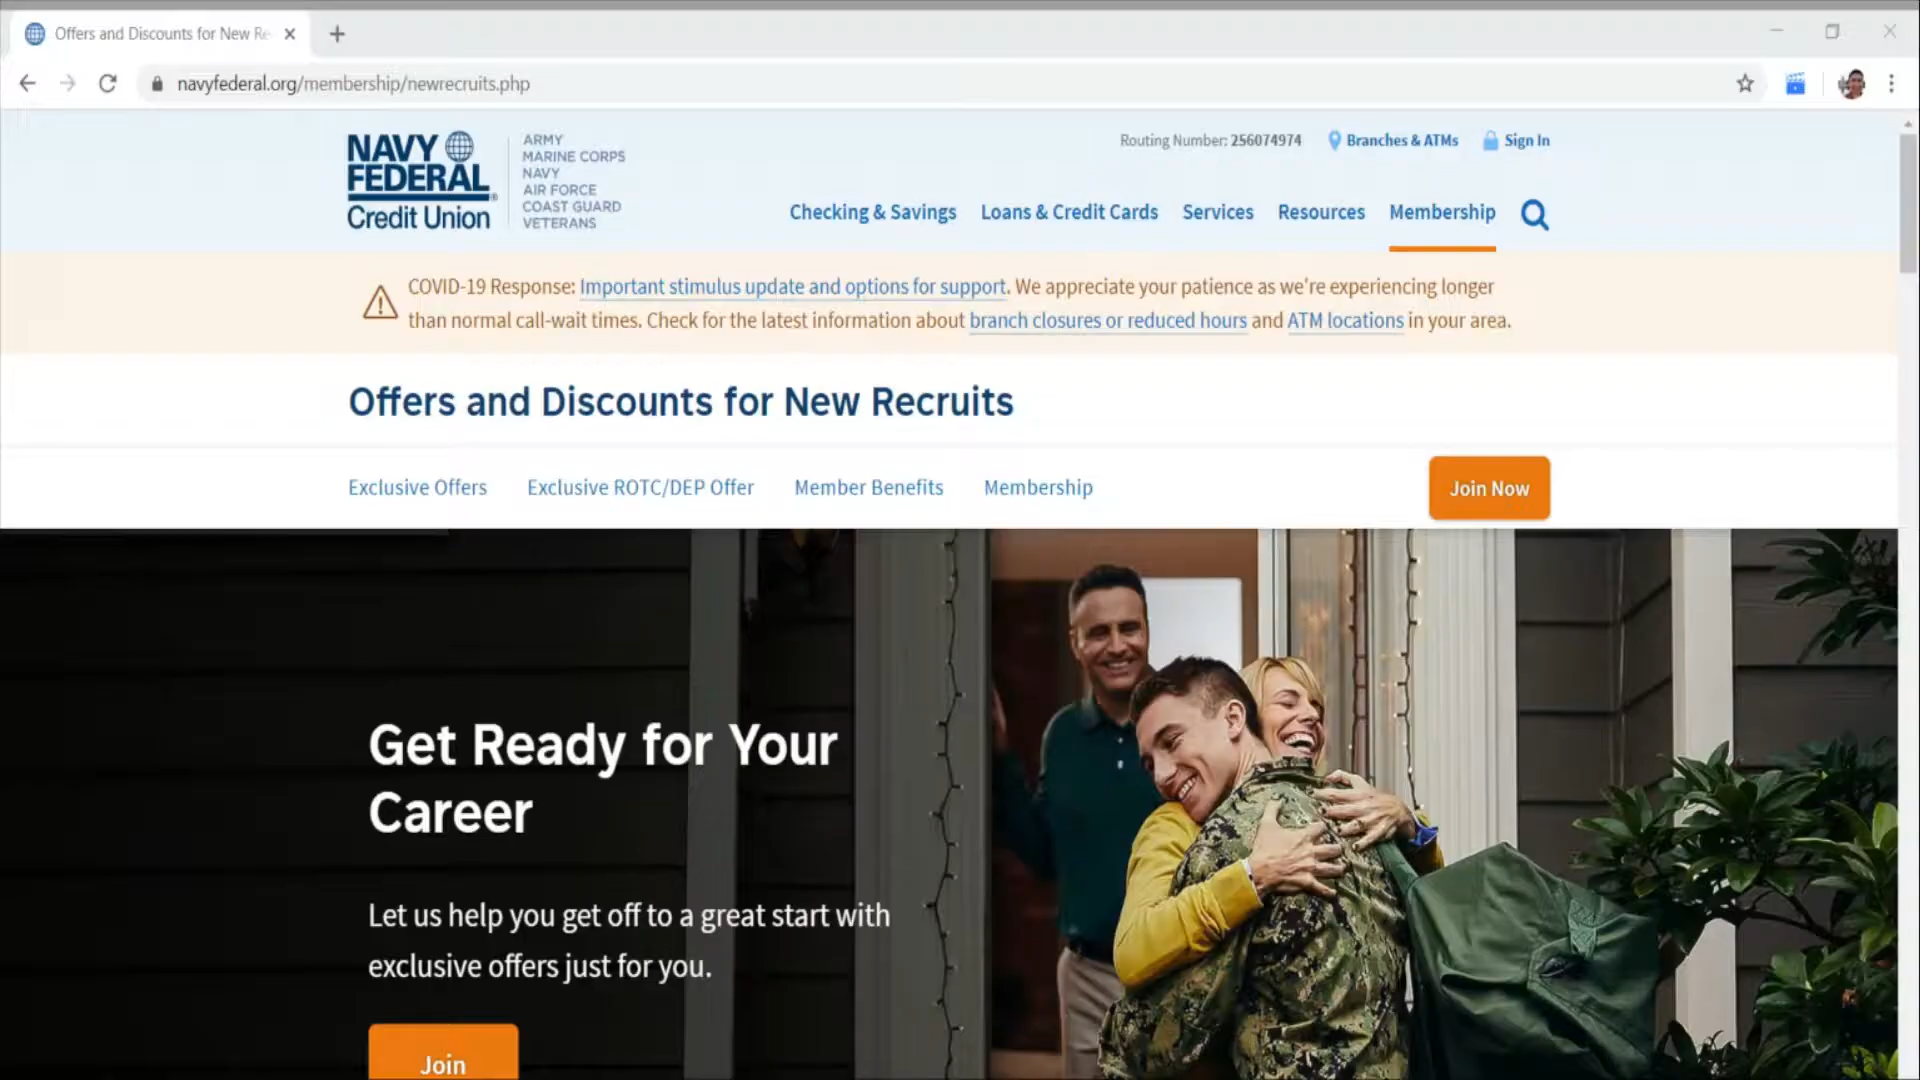 Offers and Discounts for New Re
navyfederal.org/membership/newrecruits.php
NAVY
FEDERAL
Credit Union
ARMY
MARINE CORPS
NAVY
AIR FORCE
COAST GUARD
VETERANS
Routing Number: 256074974 Branches & ATMs Sign In
Checking & Savings Loans & Credit Cards Services Resources Membership
COVID-19 Response: Important stimulus update and options for support. We appreciate your patience as we're experiencing longer
than normal call-wait times. Check for the latest information about branch closures or reduced hours and ATM locations in your area.
Offers and Discounts for New Recruits
Exclusive Offers Exclusive ROTC/DEP Offer Member Benefits Membership Join Now
Get Ready for Your
Career
Let us help you get off to a great start with
exclusive offers just for you.
Join